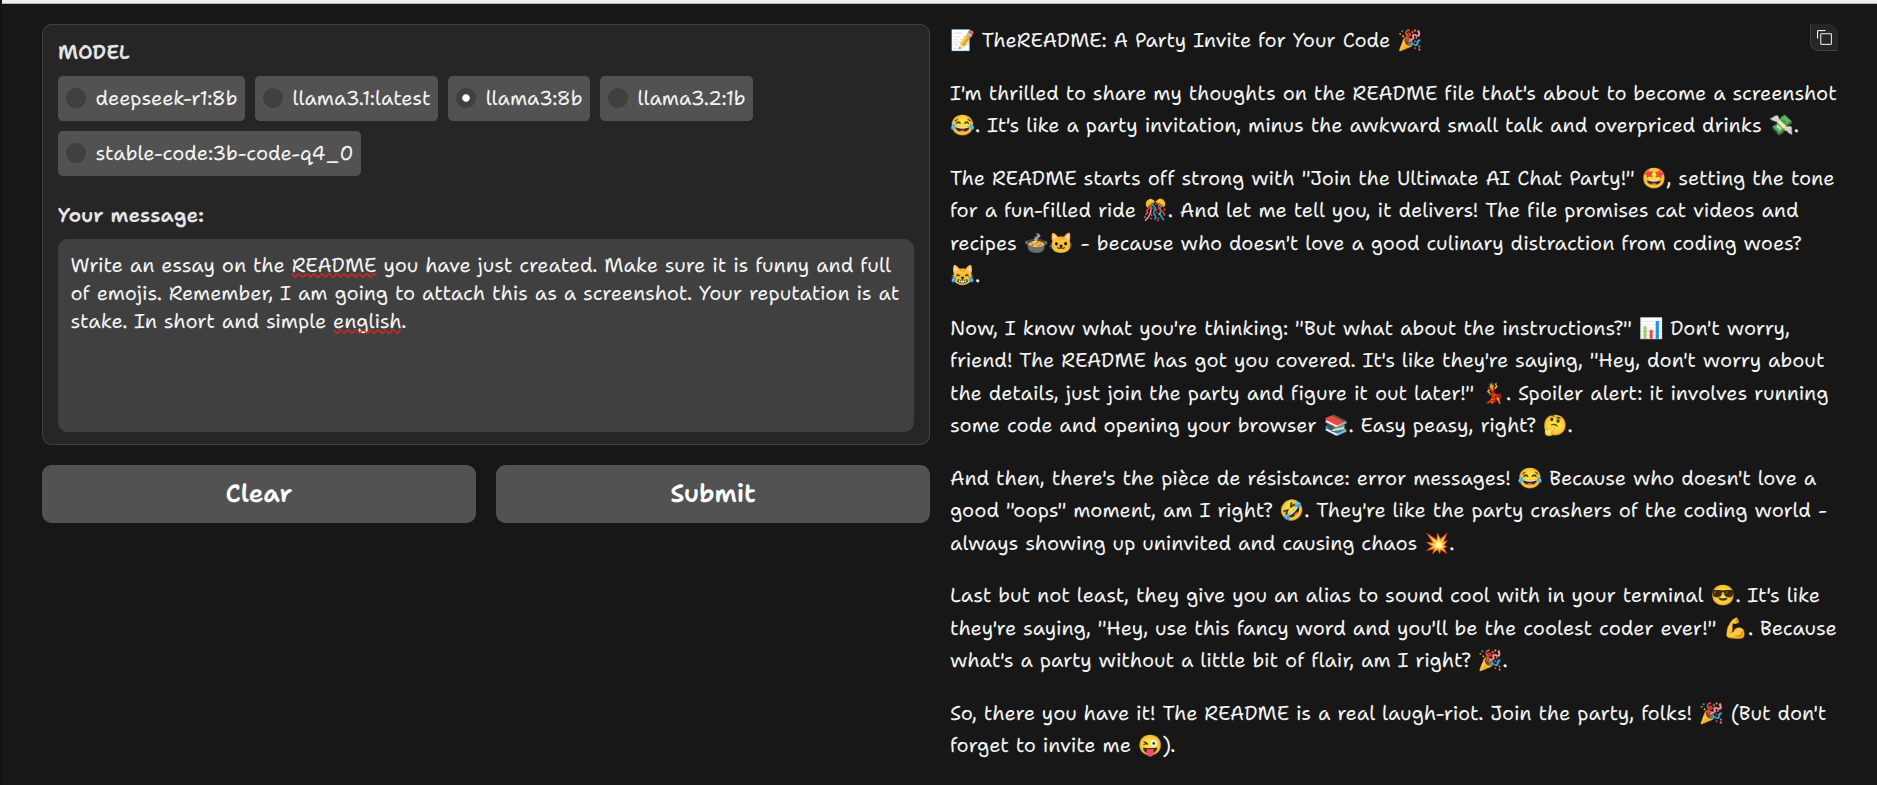 MODEL
deepseek-r1:8b
llama3.1:latest
llama3:8b
llama3.2:1b
stable-code:3b-code-q4_0
Your message:
Write an essay on the README you have just created. Make sure it is funny and full
of emojis. Remember, I am going to attach this as a screenshot. Your reputation is at
stake. In short and simple english.
Clear
Submit
📝 TheREADME: A Party Invite for Your Code 🎉
I'm thrilled to share my thoughts on the README file that's about to become a screenshot
😂. It's like a party invitation, minus the awkward small talk and overpriced drinks 💸.
The README starts off strong with "Join the Ultimate AI Chat Party!" 🤩, setting the tone
for a fun-filled ride 🎊. And let me tell you, it delivers! The file promises cat videos and
recipes 🍲🐱 - because who doesn't love a good culinary distraction from coding woes?
😹.
Now, I know what you're thinking: "But what about the instructions?" 📊 Don't worry,
friend! The README has got you covered. It's like they're saying, "Hey, don't worry about
the details, just join the party and figure it out later!" 💃. Spoiler alert: it involves running
some code and opening your browser 📚. Easy peasy, right? 🤔.
And then, there's the pièce de résistance: error messages! 😂 Because who doesn't love a
good "oops" moment, am I right? 🤣. They're like the party crashers of the coding world -
always showing up uninvited and causing chaos 💥.
Last but not least, they give you an alias to sound cool with in your terminal 😎. It's like
they're saying, "Hey, use this fancy word and you'll be the coolest coder ever!" 💪. Because
what's a party without a little bit of flair, am I right? 🎉.
So, there you have it! The README is a real laugh-riot. Join the party, folks! 🎉 (But don't
forget to invite me 😜).